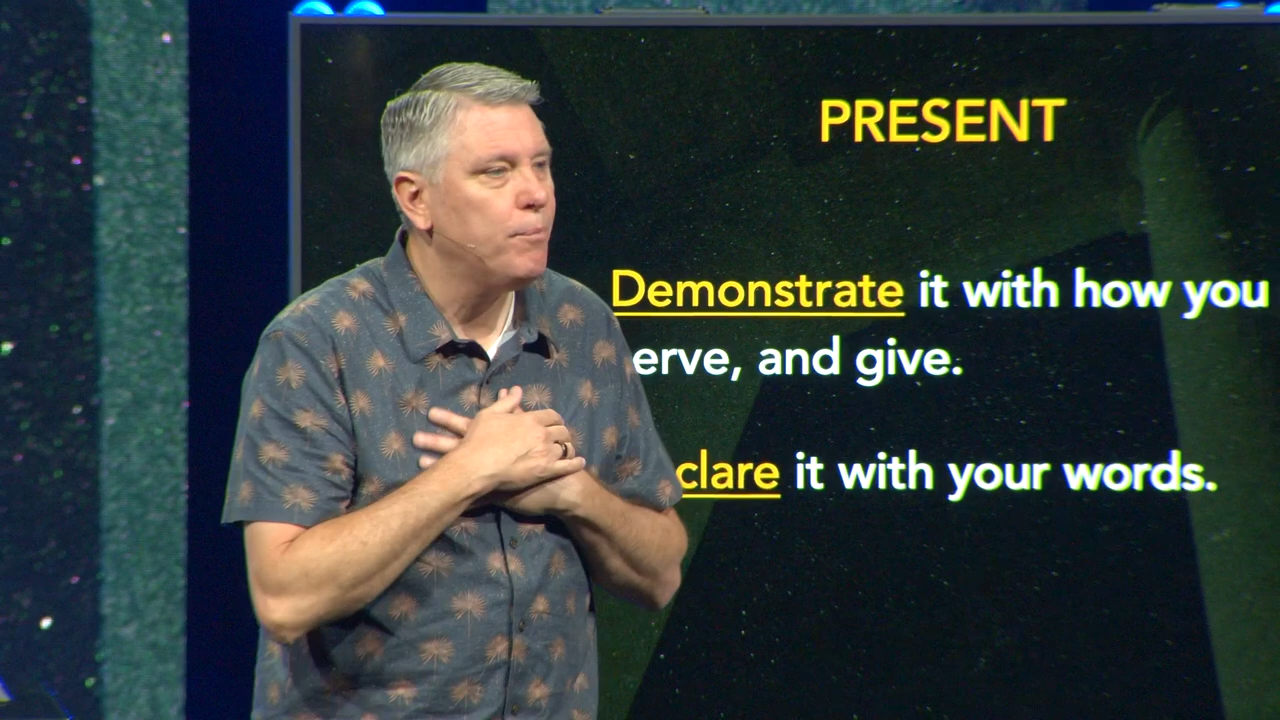 PRESENT
Demonstrate it with how you
erve, and give.
clare it with your words.